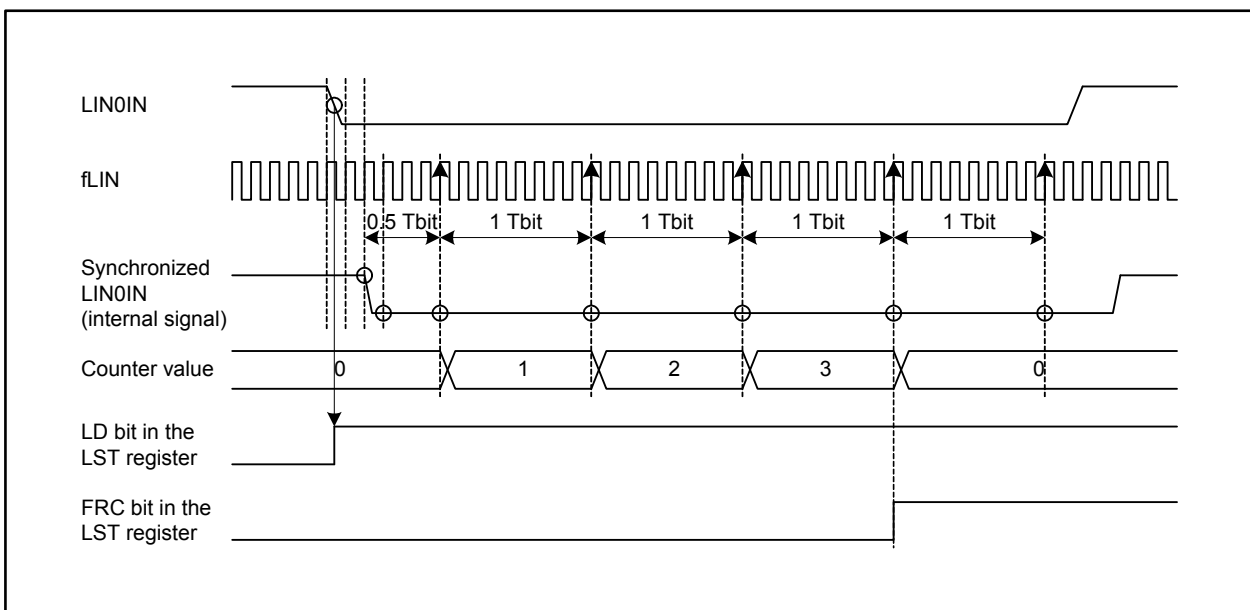 LIN0IN
fLIN
0.5 Tbit 1 Tbit 1 Tbit 1 Tbit 1 Tbit
Synchronized
LIN0IN
(internal signal)
Counter value 0 1 2 3 0
LD bit in the
LST register
FRC bit in the
LST register